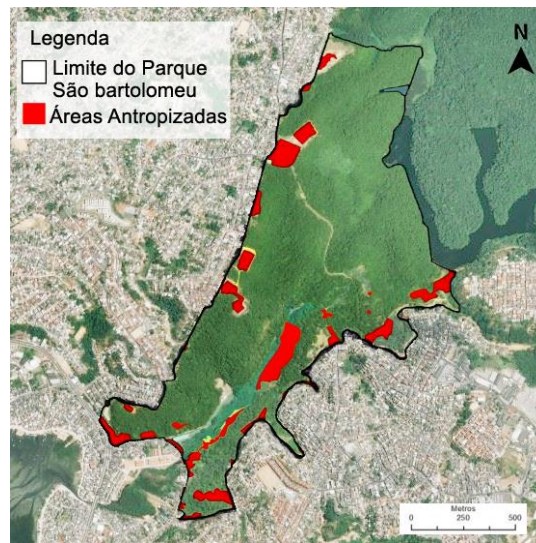 Legenda
Limite do Parque
São bartolomeu
Áreas Antropizadas
N
Metros
0 250 500